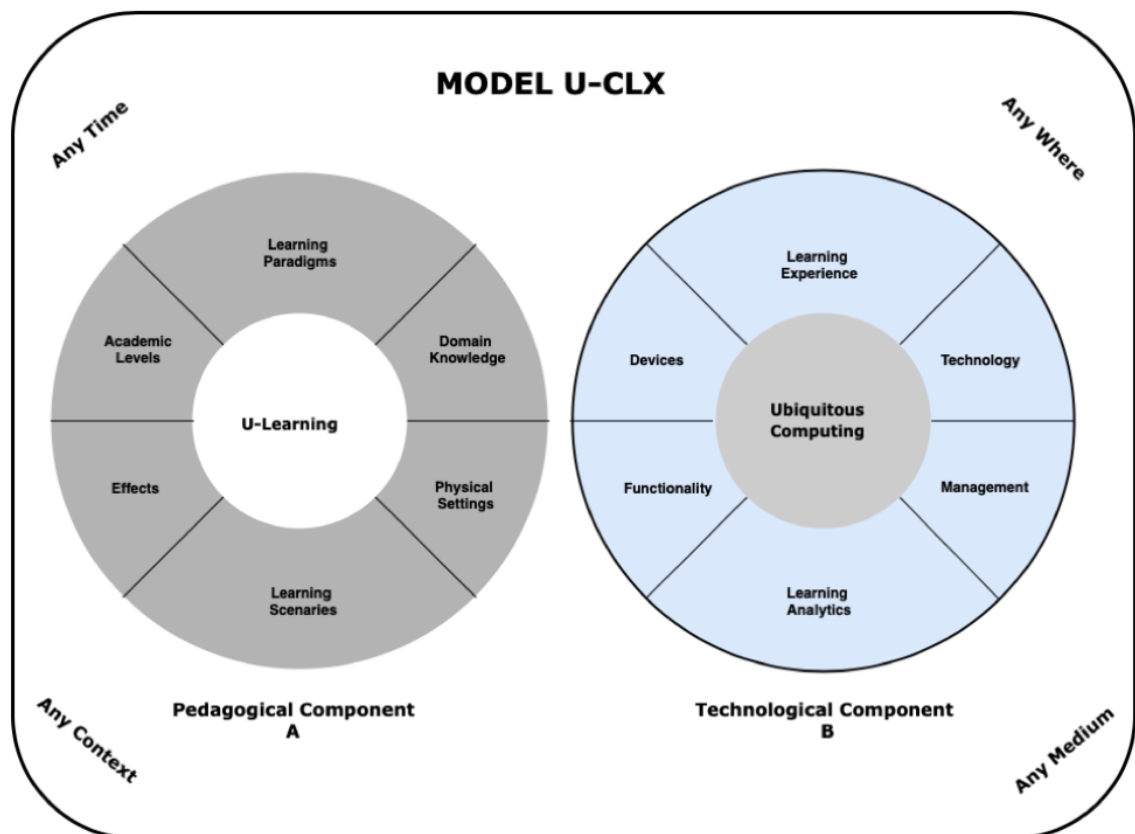 MODEL U-CLX
Any Time
Any Where
Learning
Paradigms
Academic
Levels
Domain
Knowledge
U-Learning
Effects
Physical
Settings
Learning
Scenaries
Pedagogical Component
A
Learning
Experience
Devices
Technology
Ubiquitous
Computing
Functionality
Management
Learning
Analytics
Technological Component
B
Any Context
Any Medium